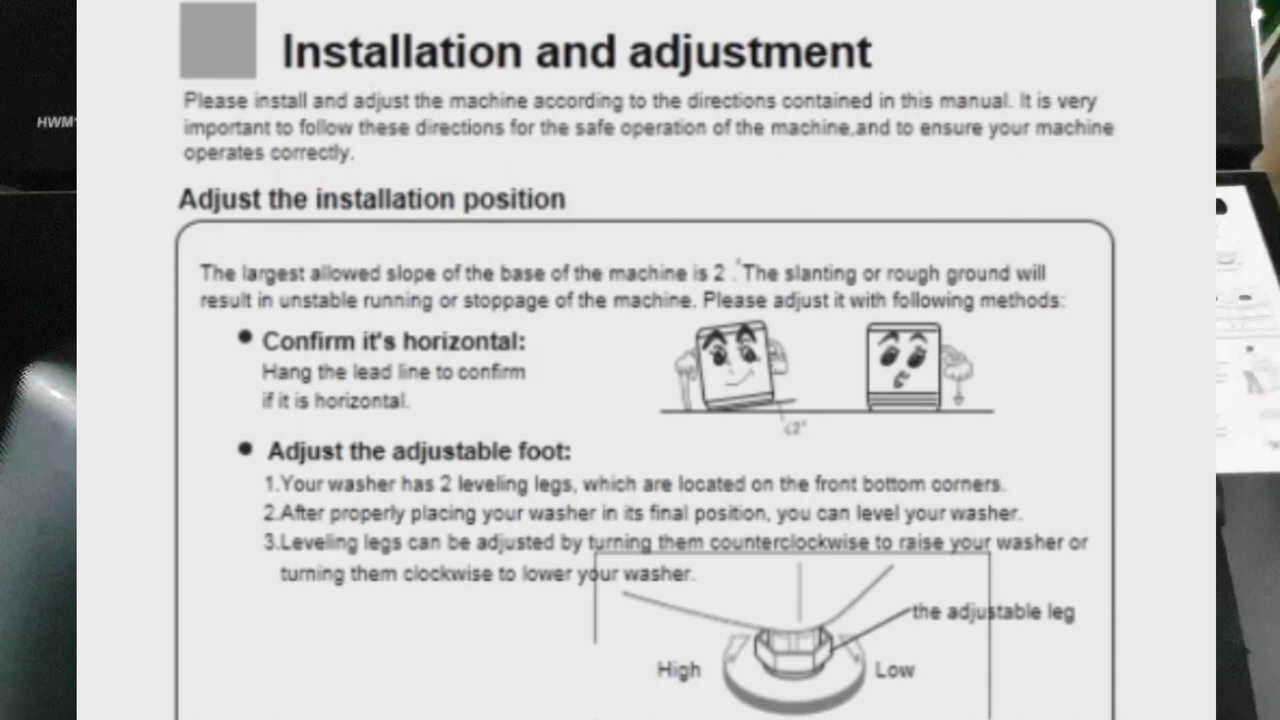 Installation and adjustment
Please install and adjust the machine according to the directions contained in this manual. It is very
important to follow these directions for the safe operation of the machine,and to ensure your machine
operates correctly.
Adjust the installation position
The largest allowed slope of the base of the machine is 2 .°The slanting or rough ground will
result in unstable running or stoppage of the machine. Please adjust it with following methods:
● Confirm it's horizontal:
Hang the lead line to confirm
if it is horizontal.
<2°
● Adjust the adjustable foot:
1.Your washer has 2 leveling legs, which are located on the front bottom corners.
2.After properly placing your washer in its final position, you can level your washer.
3.Leveling legs can be adjusted by turning them counterclockwise to raise your washer or
turning them clockwise to lower your washer.
the adjustable leg
High Low